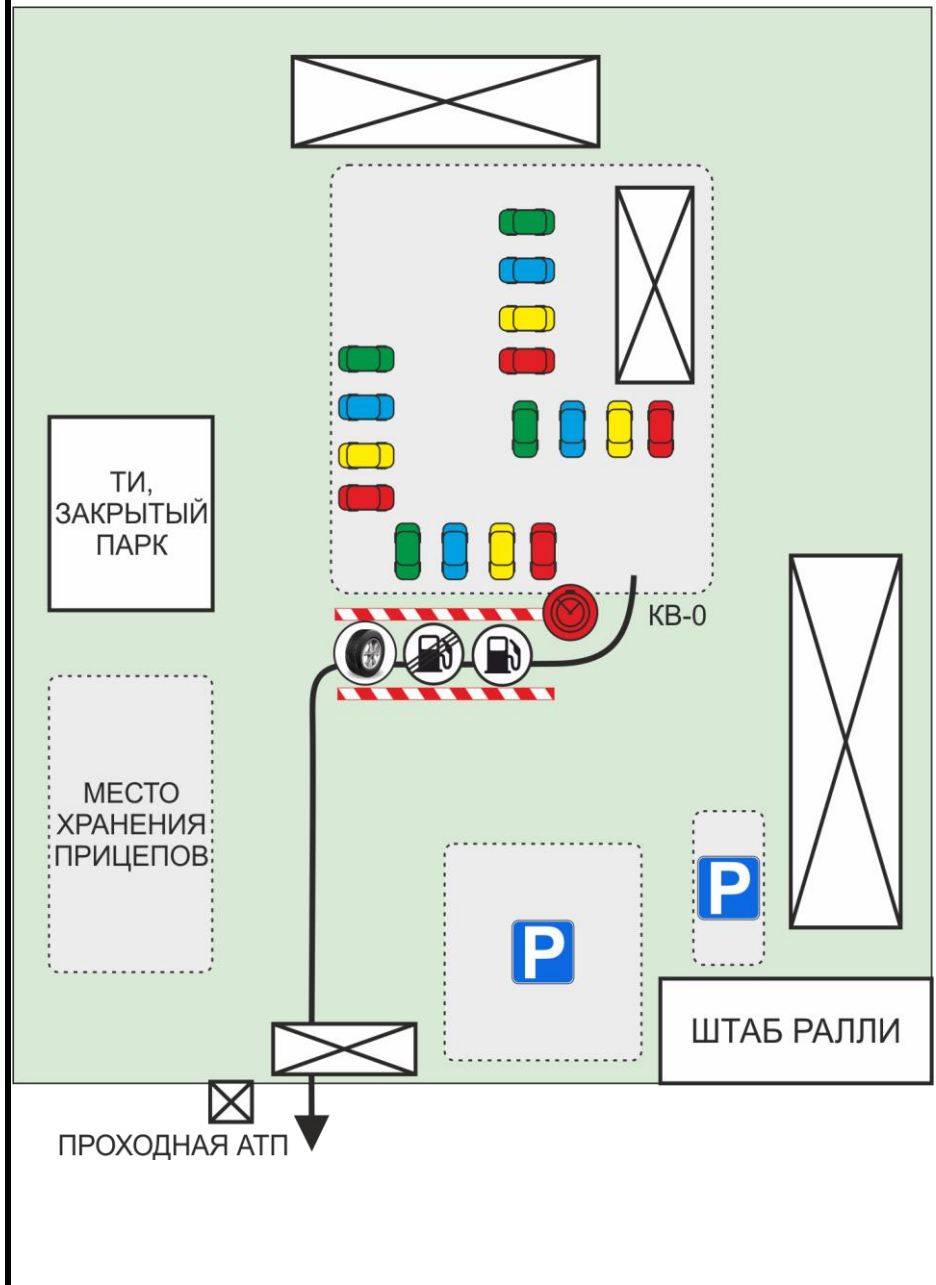 ТИ,
ЗАКРЫТЫЙ
ПАРК
КВ-0
МЕСТО
ХРАНЕНИЯ
ПРИЦЕПОВ
P
P
ШТАБ РАЛЛИ
ПРОХОДНАЯ АТП